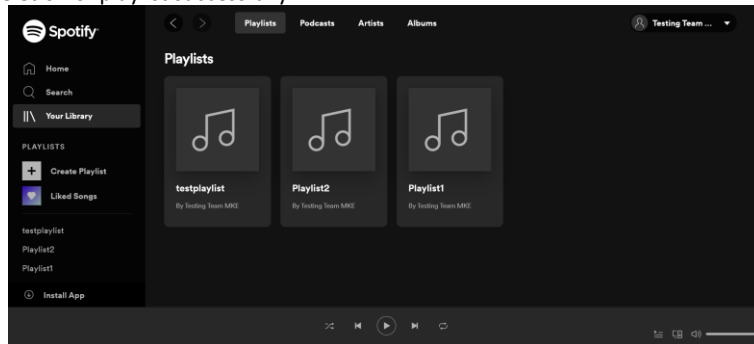 Spotify
Home
Search
Your Library
PLAYLISTS
Create Playlist
Liked Songs
testplaylist
Playlist2
Playlist1
Install App
Playlists Podcasts Artists Albums
Testing Team ...
Playlists
testplaylist
By Testing Team MKE
Playlist2
By Testing Team MKE
Playlist1
By Testing Team MKE